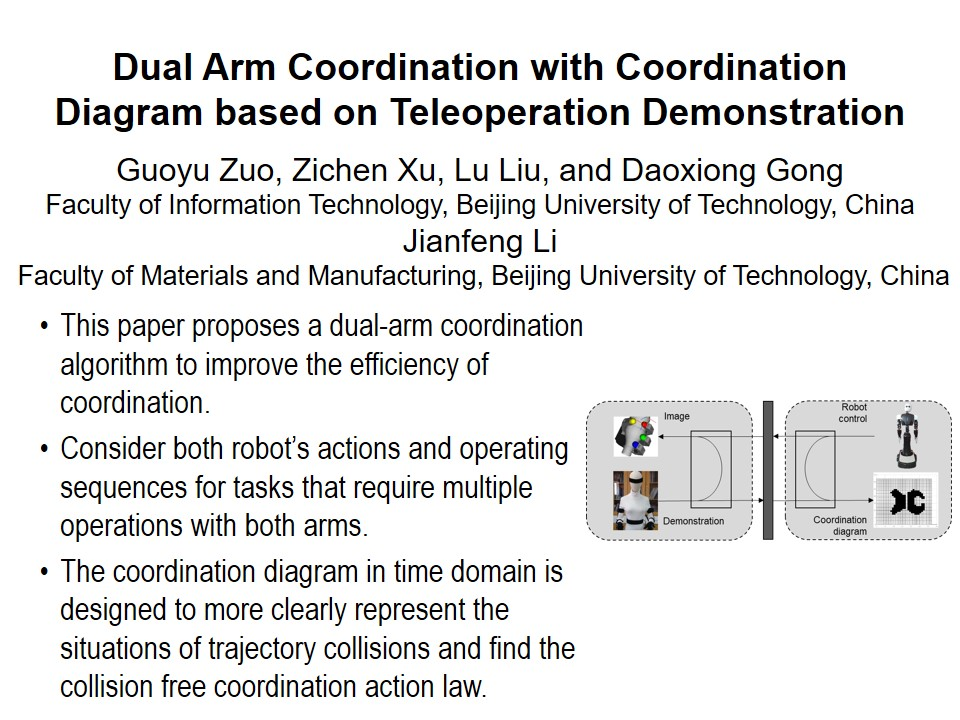 Dual Arm Coordination with Coordination
Diagram based on Teleoperation Demonstration
Guoyu Zuo, Zichen Xu, Lu Liu, and Daoxiong Gong
Faculty of Information Technology, Beijing University of Technology, China
Jianfeng Li
Faculty of Materials and Manufacturing, Beijing University of Technology, China
• This paper proposes a dual-arm coordination
algorithm to improve the efficiency of
coordination.
• Consider both robot’s actions and operating
sequences for tasks that require multiple
operations with both arms.
• The coordination diagram in time domain is
designed to more clearly represent the
situations of trajectory collisions and find the
collision free coordination action law.
Image
Demonstration
Robot
control
Coordination
diagram